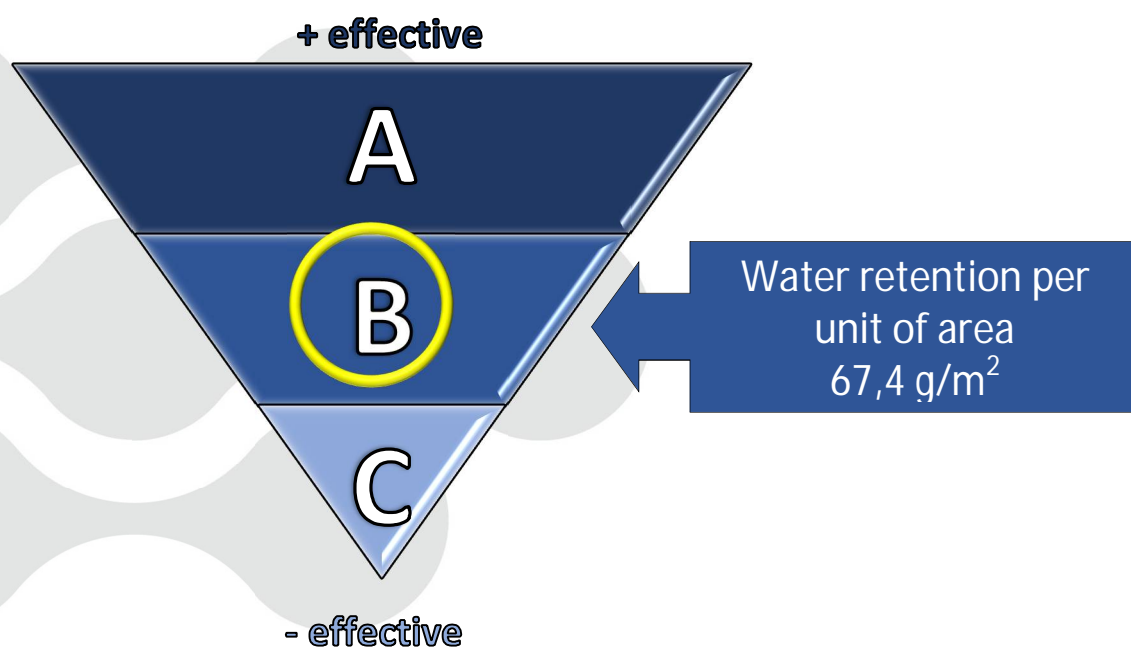 + effective
A
B
Water retention per
unit of area
67,4 g/m²
C
- effective